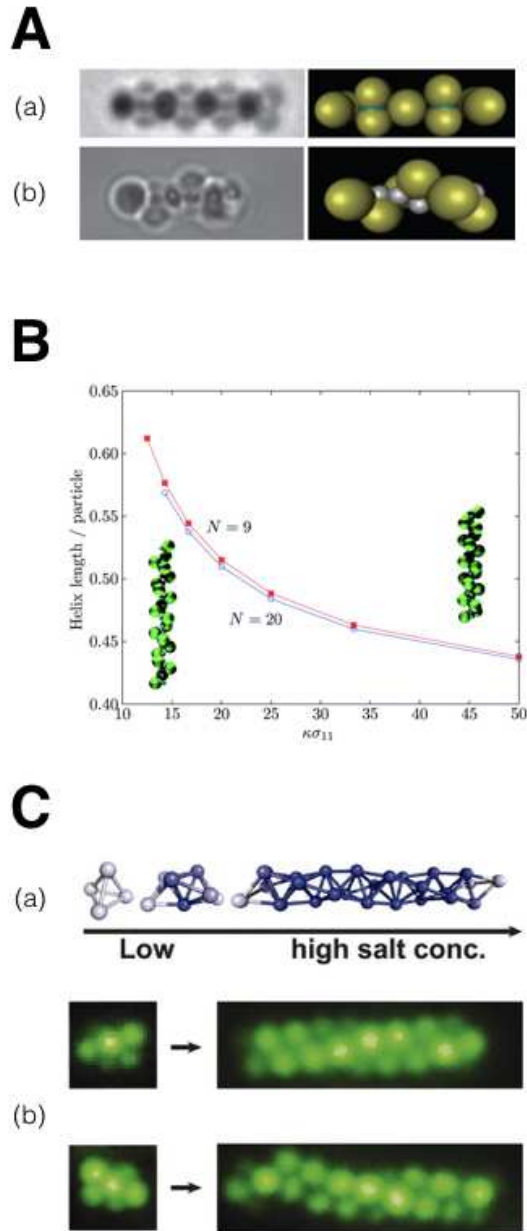 A
(a)
(b)
B
0.65
0.60
0.55
0.50
0.45
0.40
Helix length / particle
N = 9
N = 20
10 15 20 25 30 35 40 45 50
κσ₁₁
C
(a)
Low high salt conc.
(b)